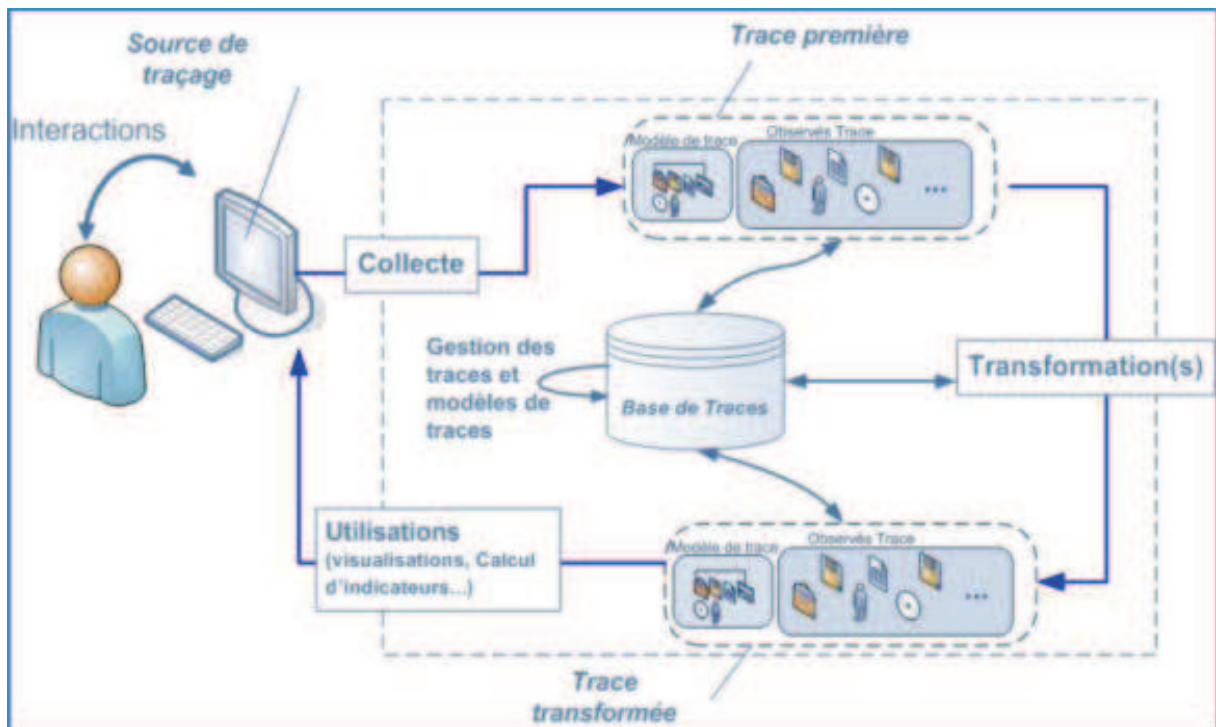 Source de
traçage
Trace première
Interactions
Modèle de trace
Observés Trace
...
Collecte
Gestion des
traces et
modèles de
traces
Base de Traces
Transformation(s)
Utilisations
(visualisations, Calcul
d'indicateurs...)
Modèle de trace
Observés Trace
...
Trace
transformée